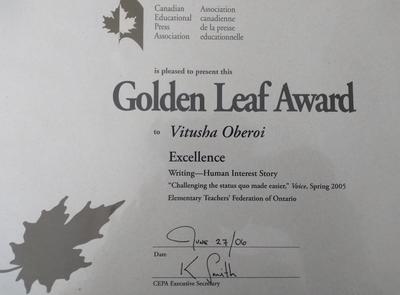 Canadian Association
Educational canadienne
Press de la presse
Association educationnelle
is pleased to present this
Golden Leaf Award
to Vitusha Oberoi
Excellence
Writing—Human Interest Story
"Challenging the status quo made easier," Voice, Spring 2005
Elementary Teachers' Federation of Ontario
June 27/06
Date
K Smith
CEPA Executive Secretary